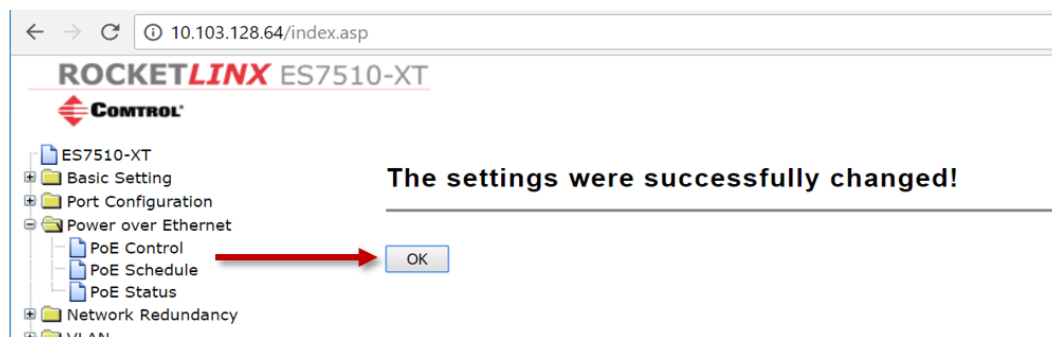 10.103.128.64/index.asp
ROCKETLINX ES7510-XT
COMTROL
ES7510-XT
Basic Setting
The settings were successfully changed!
Port Configuration
Power over Ethernet
PoE Control
OK
PoE Schedule
PoE Status
Network Redundancy
VLAN